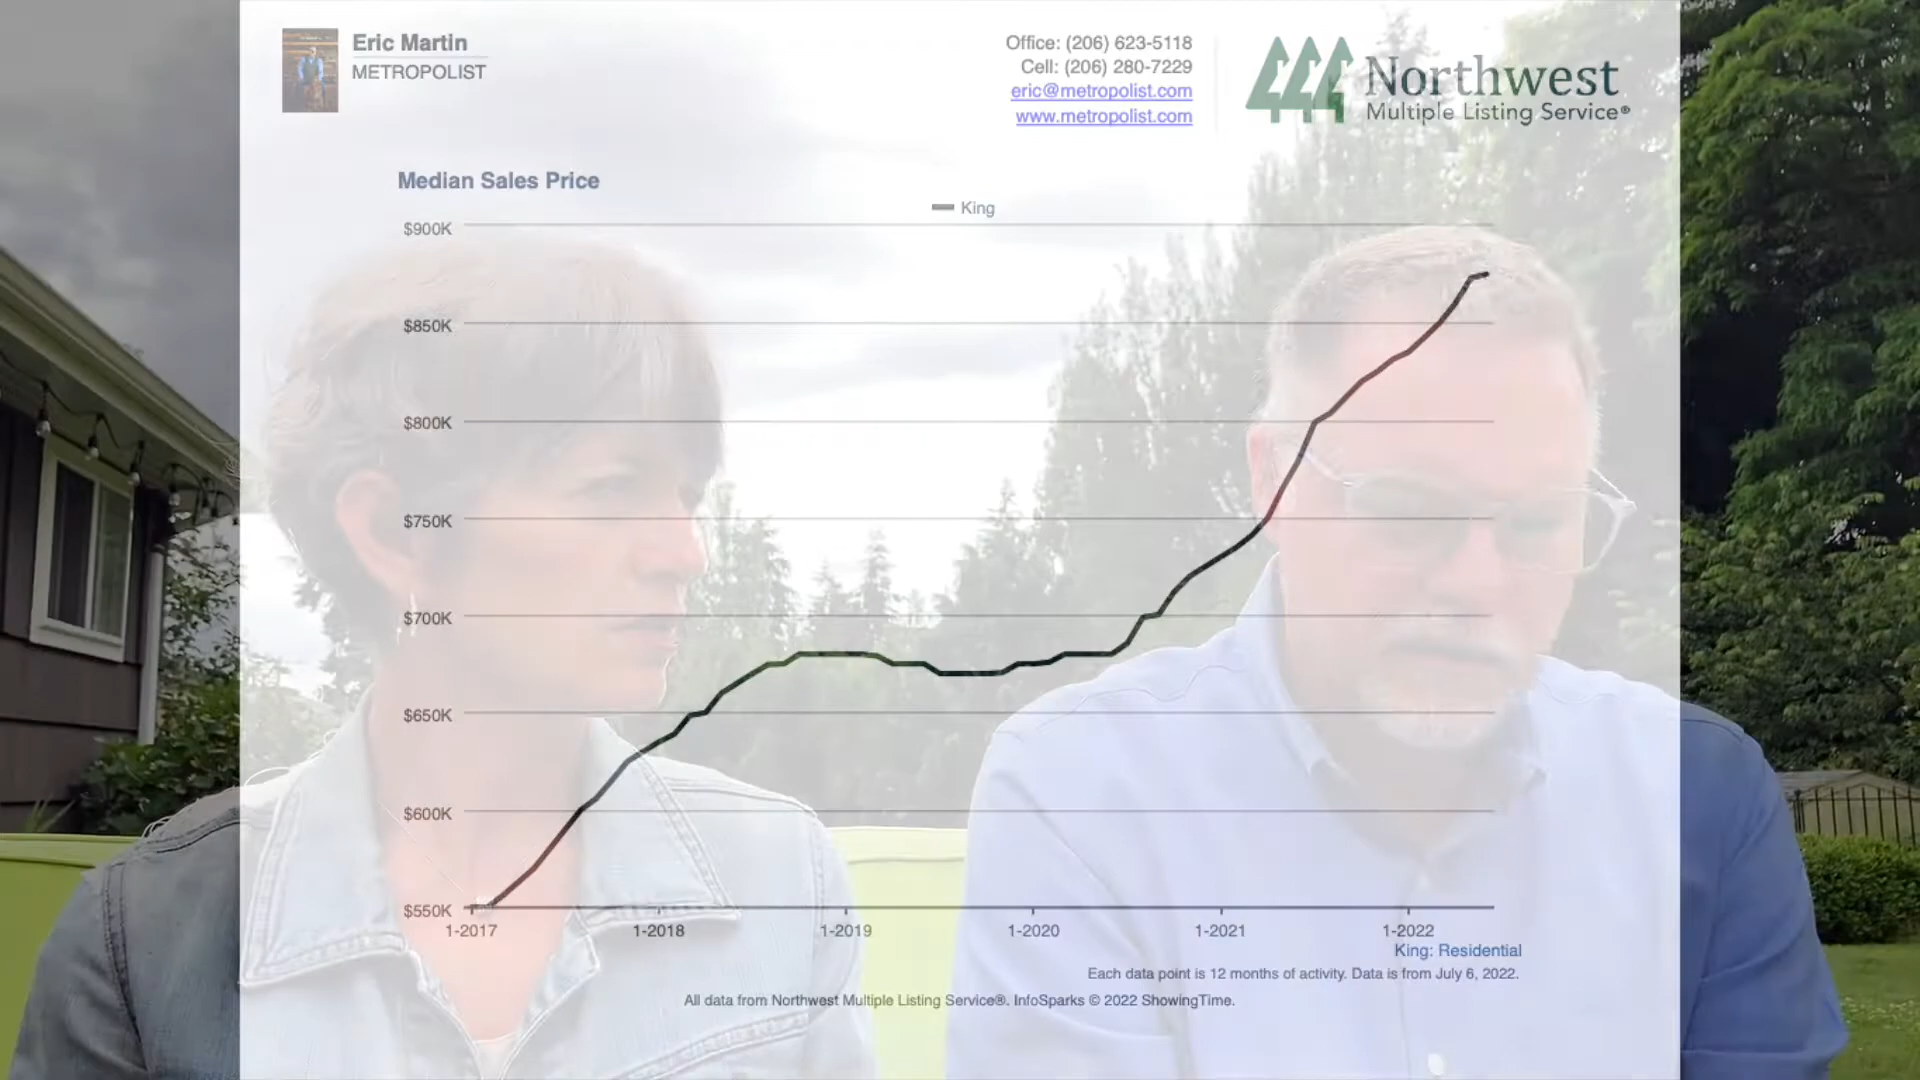 Eric Martin
METROPOLIST
Office: (206) 623-5118
Cell: (206) 280-7229
eric@metropolist.com
www.metropolist.com
Northwest
Multiple Listing Service®
Median Sales Price
King
$900K
$850K
$800K
$750K
$700K
$650K
$600K
$550K
1-2017
1-2018
1-2019
1-2020
1-2021
1-2022
King: Residential
Each data point is 12 months of activity. Data is from July 6, 2022.
All data from Northwest Multiple Listing Service®. InfoSparks © 2022 ShowingTime.